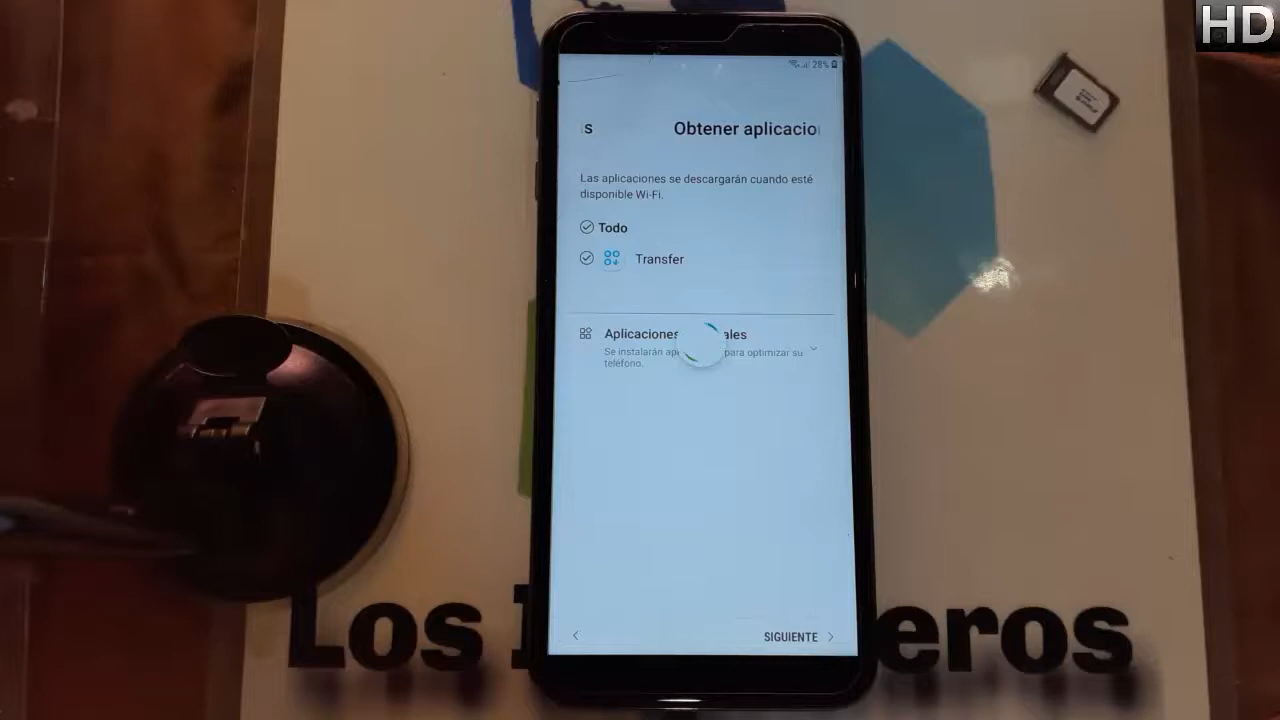 HD
28%
s
Obtener aplicacio
Las aplicaciones se descargarán cuando esté
disponible Wi-Fi.
Todo
Transfer
Aplicaciones ales
Se instalarán para optimizar su
teléfono.
SIGUIENTE
Los eros